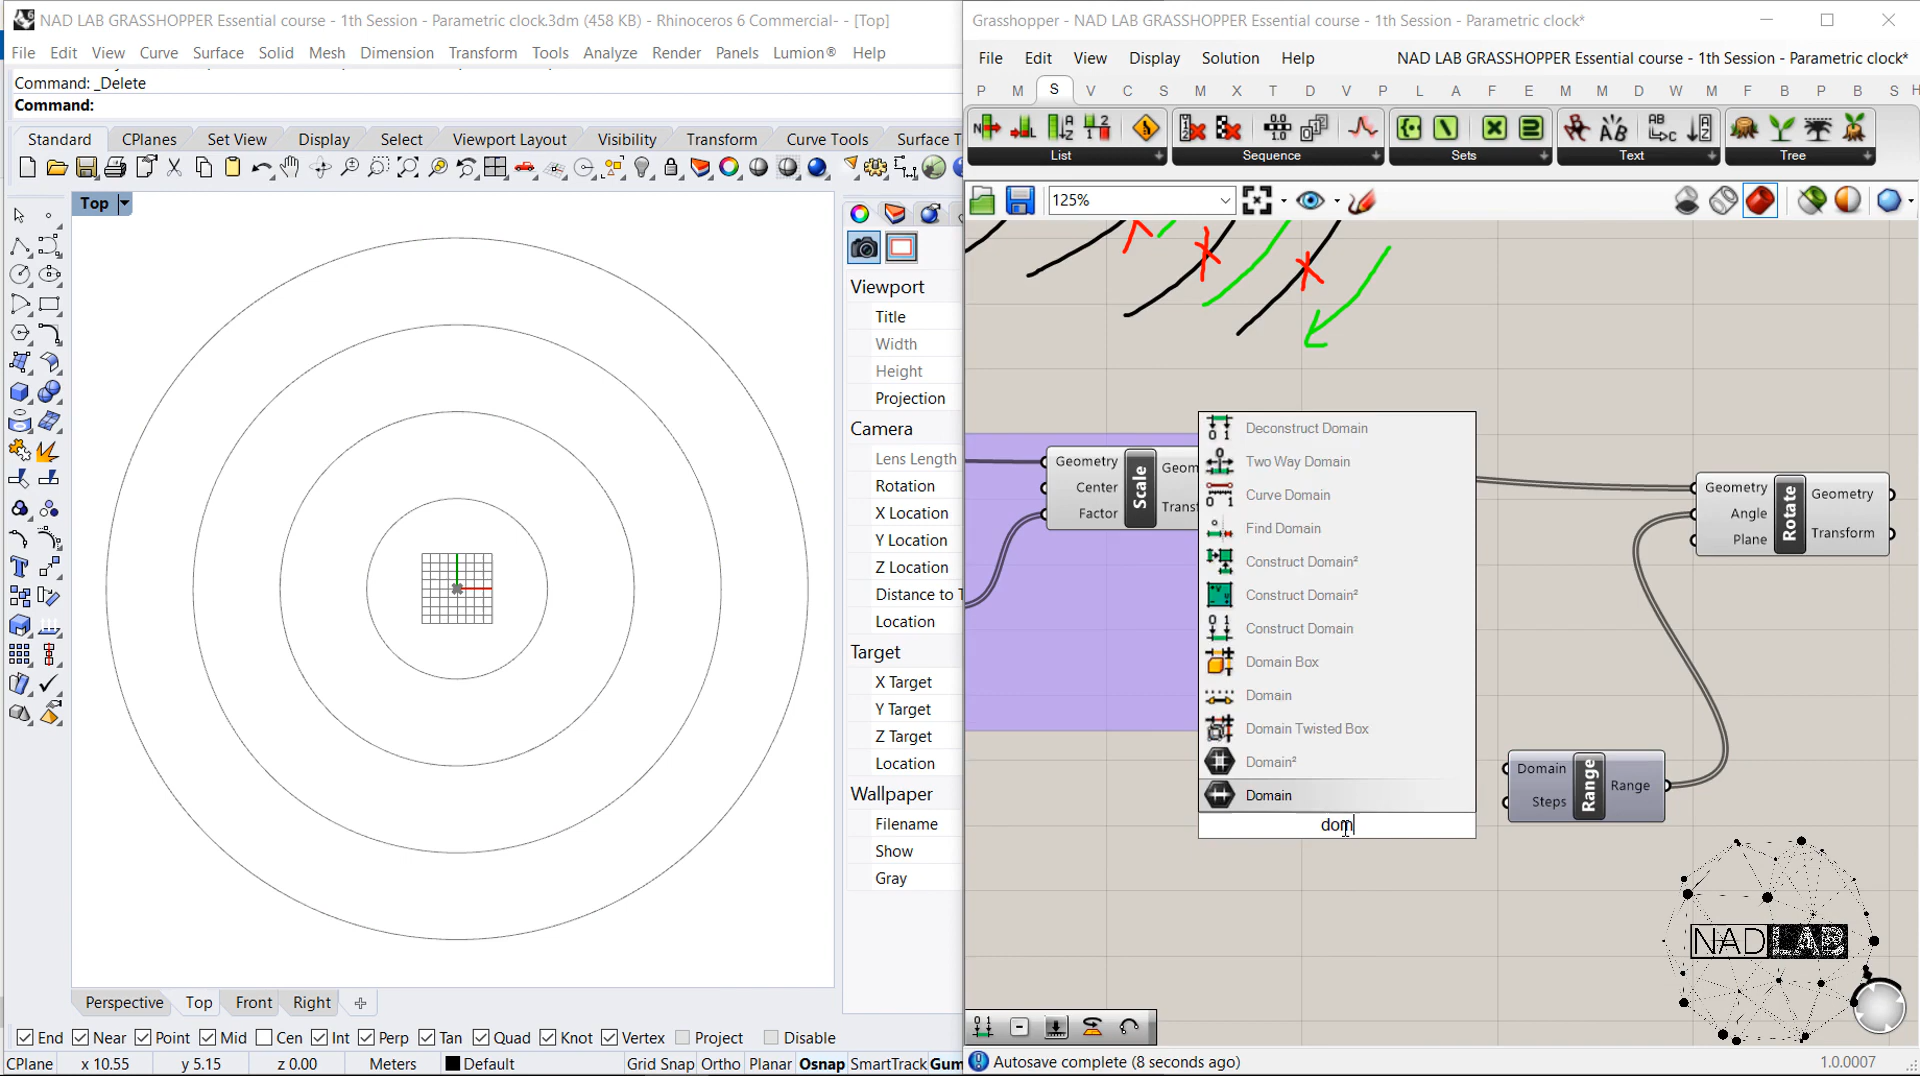 NAD LAB GRASSHOPPER Essential course - 1th Session - Parametric clock.3dm (458 KB) - Rhinoceros 6 Commercial- - [Top]
File Edit View Curve Surface Solid Mesh Dimension Transform Tools Analyze Render Panels Lumion® Help
Command: _Delete
Command:
Standard CPlanes Set View Display Select Viewport Layout Visibility Transform Curve Tools Surface T
Top
Viewport
Title
Width
Height
Projection
Camera
Lens Length
Rotation
X Location
Y Location
Z Location
Distance to T
Location
Target
X Target
Y Target
Z Target
Location
Wallpaper
Filename
Show
Gray
Perspective Top Front Right
End Near Point Mid Cen Int Perp Tan Quad Knot Vertex Project Disable
CPlane x 10.55 y 5.15 z 0.00 Meters Default Grid Snap Ortho Planar Osnap SmartTrack Gum
Grasshopper - NAD LAB GRASSHOPPER Essential course - 1th Session - Parametric clock*
File Edit View Display Solution Help NAD LAB GRASSHOPPER Essential course - 1th Session - Parametric clock*
P M S V C S M X T D V P L A F E M M D W M F B P B H
List Sequence Sets Text Tree
125%
Geometry
Center
Factor
Scale
Geom
Transf
Deconstruct Domain
Two Way Domain
Curve Domain
Find Domain
Construct Domain²
Construct Domain²
Construct Domain
Domain Box
Domain
Domain Twisted Box
Domain²
Domain
dom
Geometry
Angle
Plane
Rotate
Geometry
Transform
Domain
Steps
Range
Range
NADLAB
Autosave complete (8 seconds ago)
1.0.0007